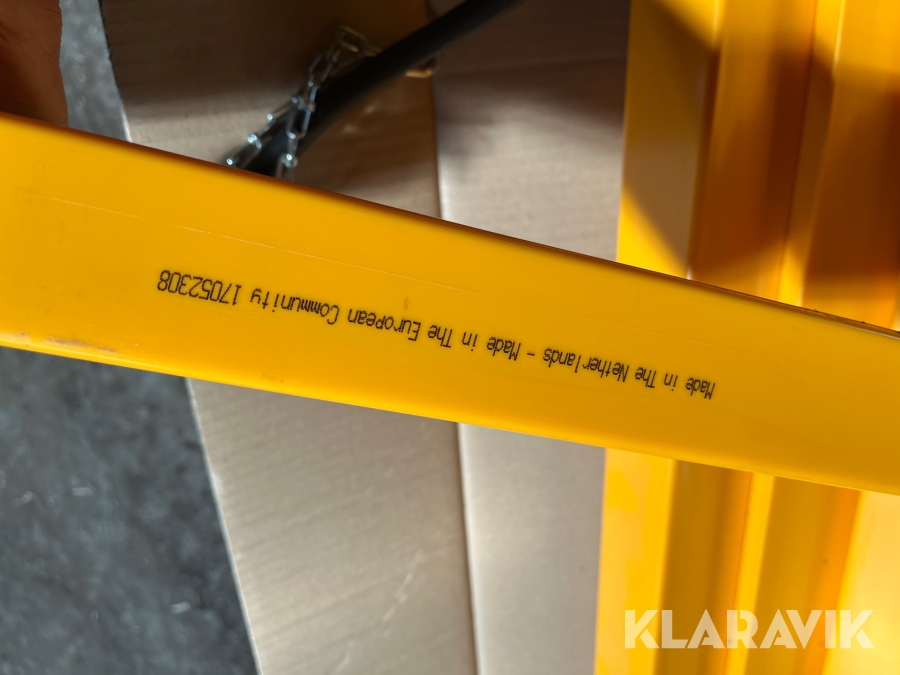 Made in The Netherlands - Made in The European Community 17052308
KLARAVIK